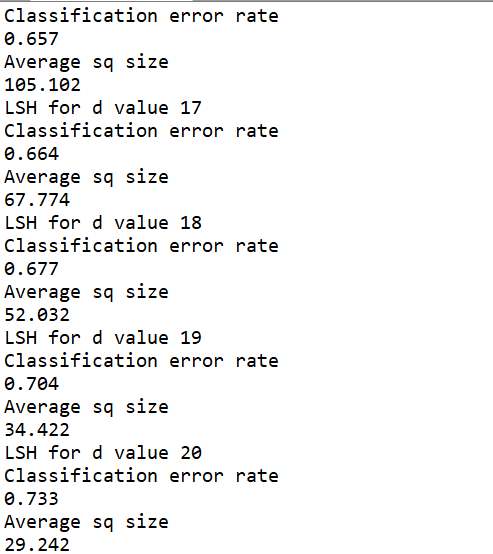 Classification error rate
0.657
Average sq size
105.102
LSH for d value 17
Classification error rate
0.664
Average sq size
67.774
LSH for d value 18
Classification error rate
0.677
Average sq size
52.032
LSH for d value 19
Classification error rate
0.704
Average sq size
34.422
LSH for d value 20
Classification error rate
0.733
Average sq size
29.242